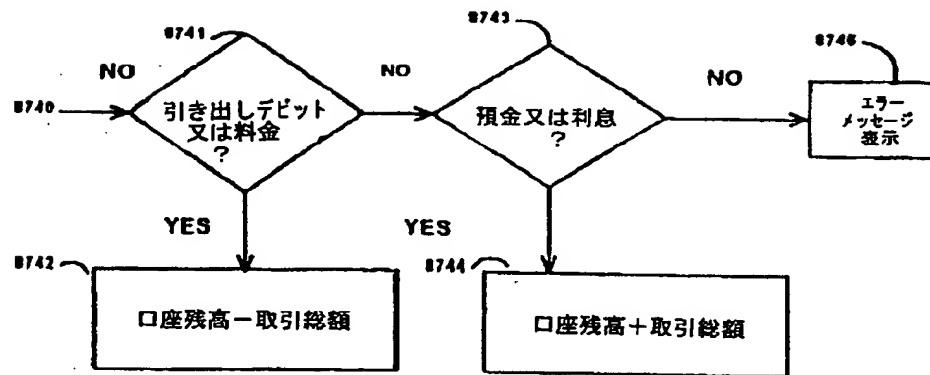 8741
8743
8746
NO
NO
NO
8740
引き出しデビット
又は料金
?
預金又は利息
?
エラー
メッセージ
表示
YES
YES
8742
8744
口座残高－取引総額
口座残高＋取引総額